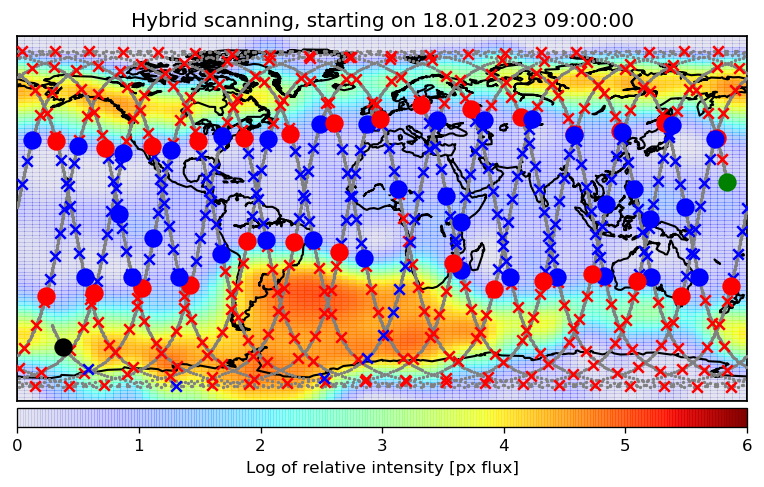 Hybrid scanning, starting on 18.01.2023 09:00:00
0 1 2 3 4 5 6
Log of relative intensity [px flux]